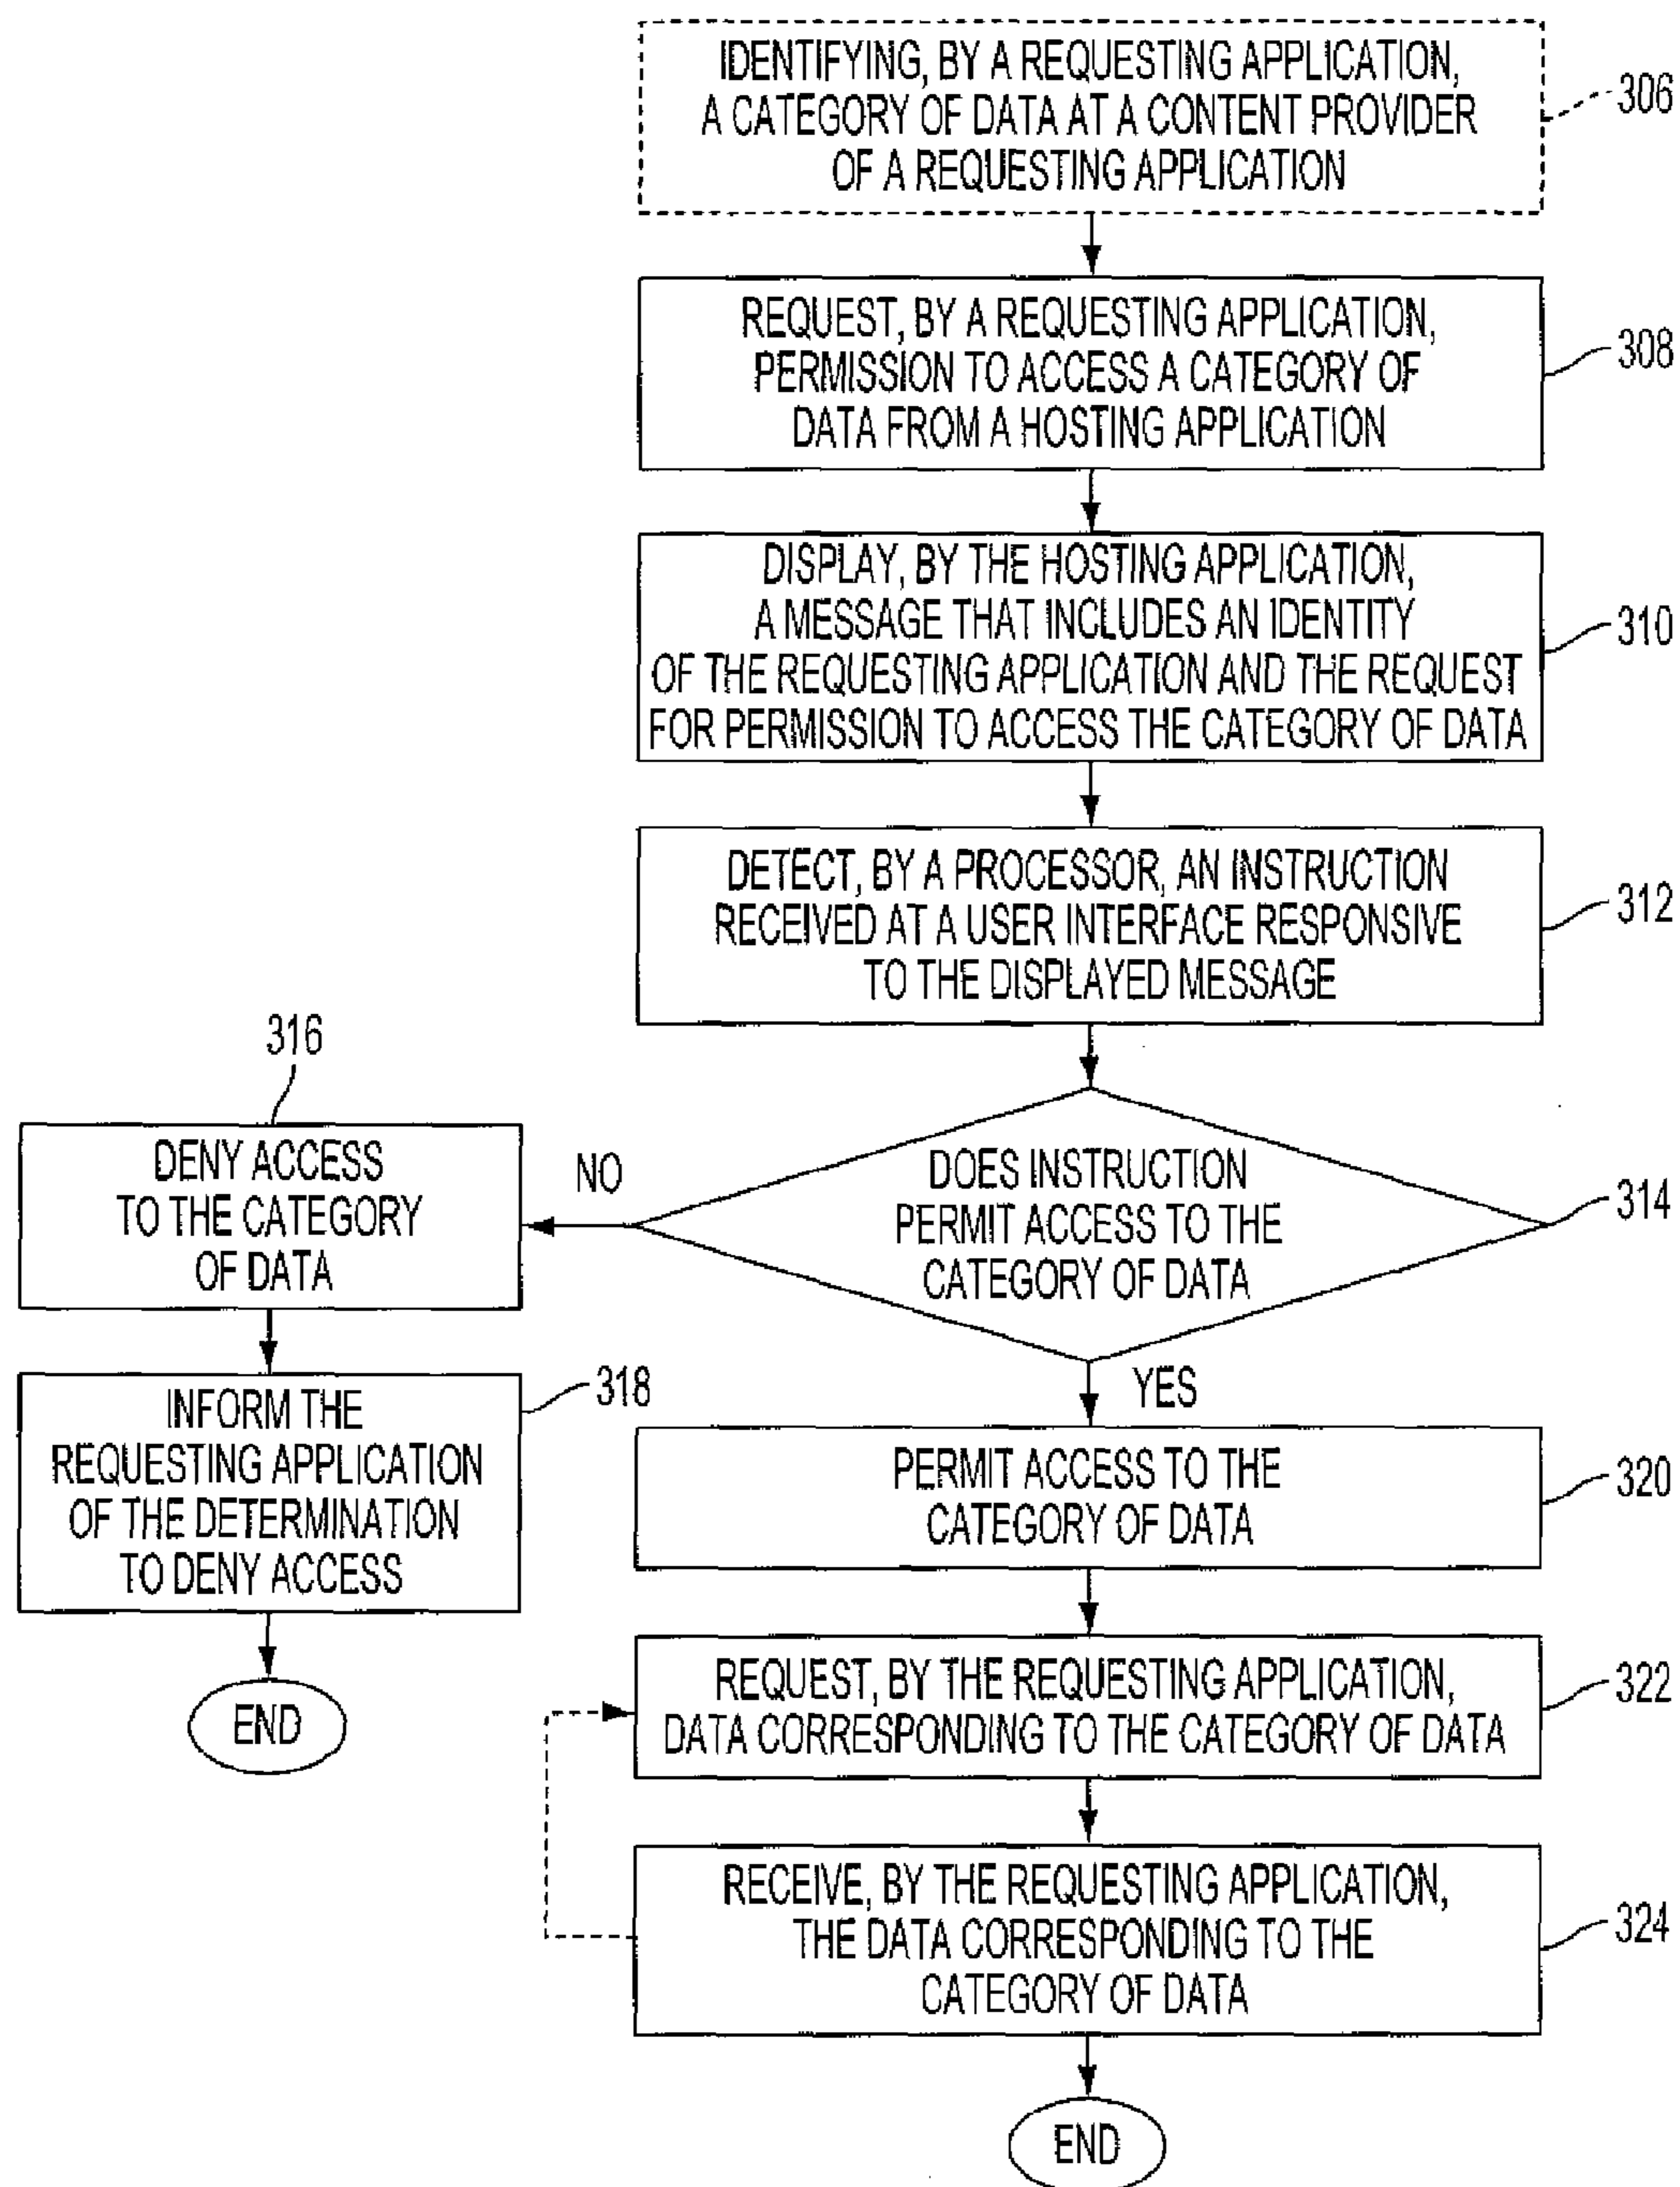 IDENTIFYING, BY A REQUESTING APPLICATION,
A CATEGORY OF DATA AT A CONTENT PROVIDER
OF A REQUESTING APPLICATION
306
REQUEST, BY A REQUESTING APPLICATION,
PERMISSION TO ACCESS A CATEGORY OF
DATA FROM A HOSTING APPLICATION
308
DISPLAY, BY THE HOSTING APPLICATION,
A MESSAGE THAT INCLUDES AN IDENTITY
OF THE REQUESTING APPLICATION AND THE REQUEST
FOR PERMISSION TO ACCESS THE CATEGORY OF DATA
310
DETECT, BY A PROCESSOR, AN INSTRUCTION
RECEIVED AT A USER INTERFACE RESPONSIVE
TO THE DISPLAYED MESSAGE
312
DOES INSTRUCTION
PERMIT ACCESS TO THE
CATEGORY OF DATA
314
NO
316
DENY ACCESS
TO THE CATEGORY
OF DATA
INFORM THE
REQUESTING APPLICATION
OF THE DETERMINATION
TO DENY ACCESS
318
END
YES
PERMIT ACCESS TO THE
CATEGORY OF DATA
320
REQUEST, BY THE REQUESTING APPLICATION,
DATA CORRESPONDING TO THE CATEGORY OF DATA
322
RECEIVE, BY THE REQUESTING APPLICATION,
THE DATA CORRESPONDING TO THE
CATEGORY OF DATA
324
END